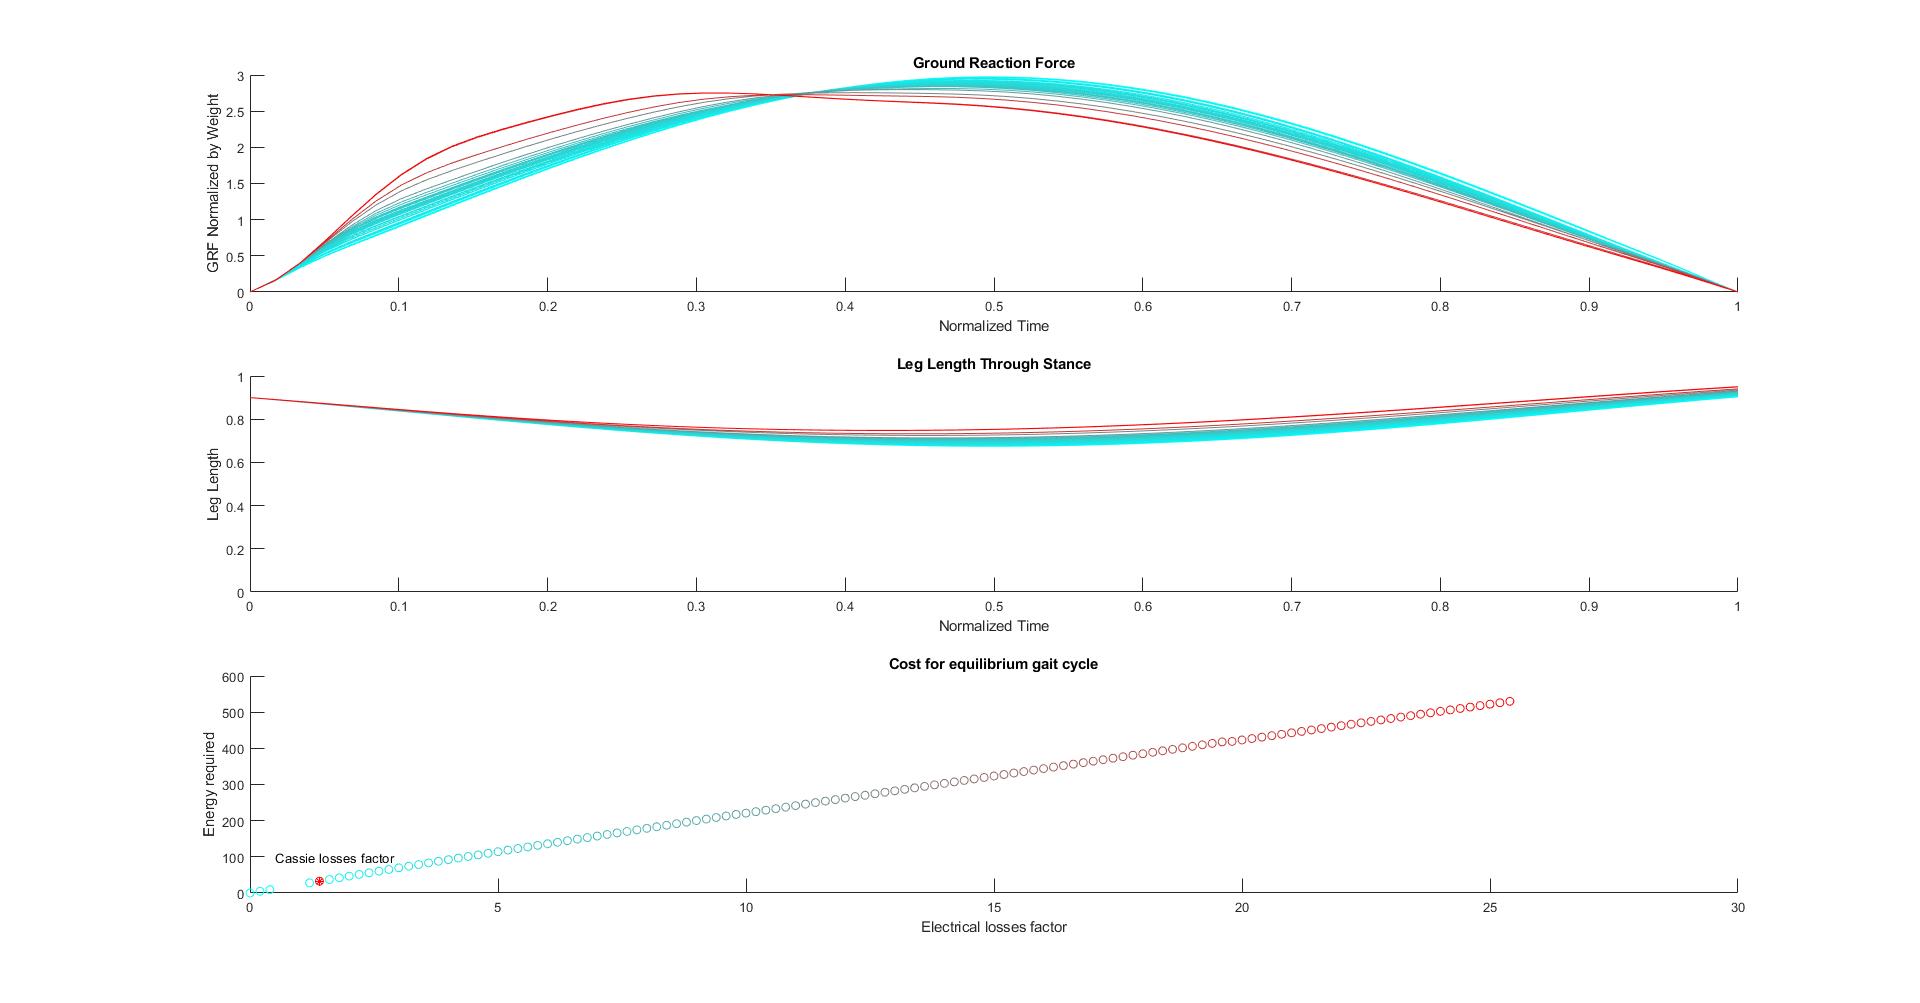 Ground Reaction Force
GRF Normalized by Weight
3
2.5
2
1.5
1
0.5
0
0 0.1 0.2 0.3 0.4 0.5 0.6 0.7 0.8 0.9 1
Normalized Time
Leg Length Through Stance
Leg Length
1
0.8
0.6
0.4
0.2
0
0 0.1 0.2 0.3 0.4 0.5 0.6 0.7 0.8 0.9 1
Normalized Time
Cost for equilibrium gait cycle
Energy required
600
500
400
300
200
100
0
Cassie losses factor
0 5 10 15 20 25 30
Electrical losses factor